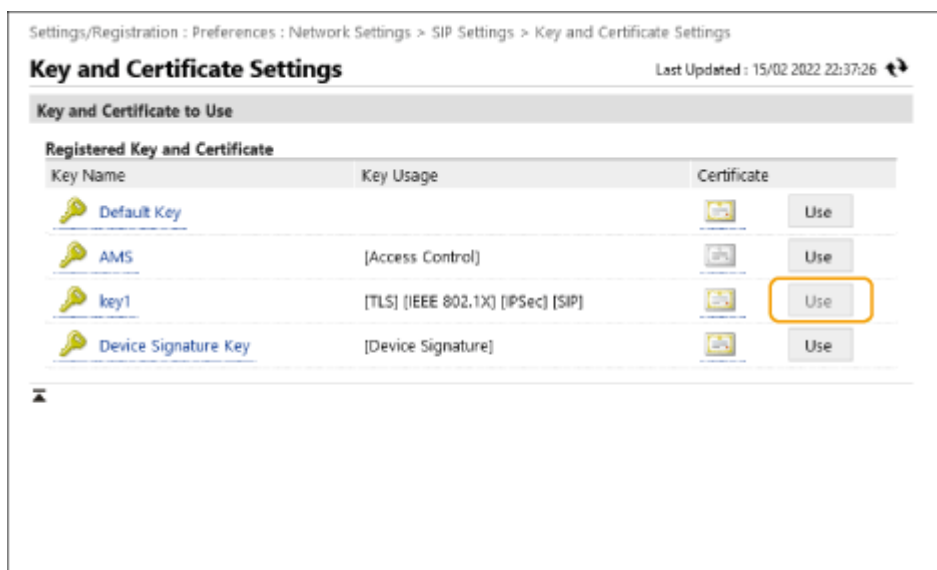 Settings/Registration : Preferences : Network Settings > SIP Settings > Key and Certificate Settings
Key and Certificate Settings Last Updated : 15/02 2022 22:37:26
Key and Certificate to Use
Registered Key and Certificate
Key Name Key Usage Certificate
Default Key Use
AMS [Access Control] Use
key1 [TLS] [IEEE 802.1X] [IPSec] [SIP] Use
Device Signature Key [Device Signature] Use